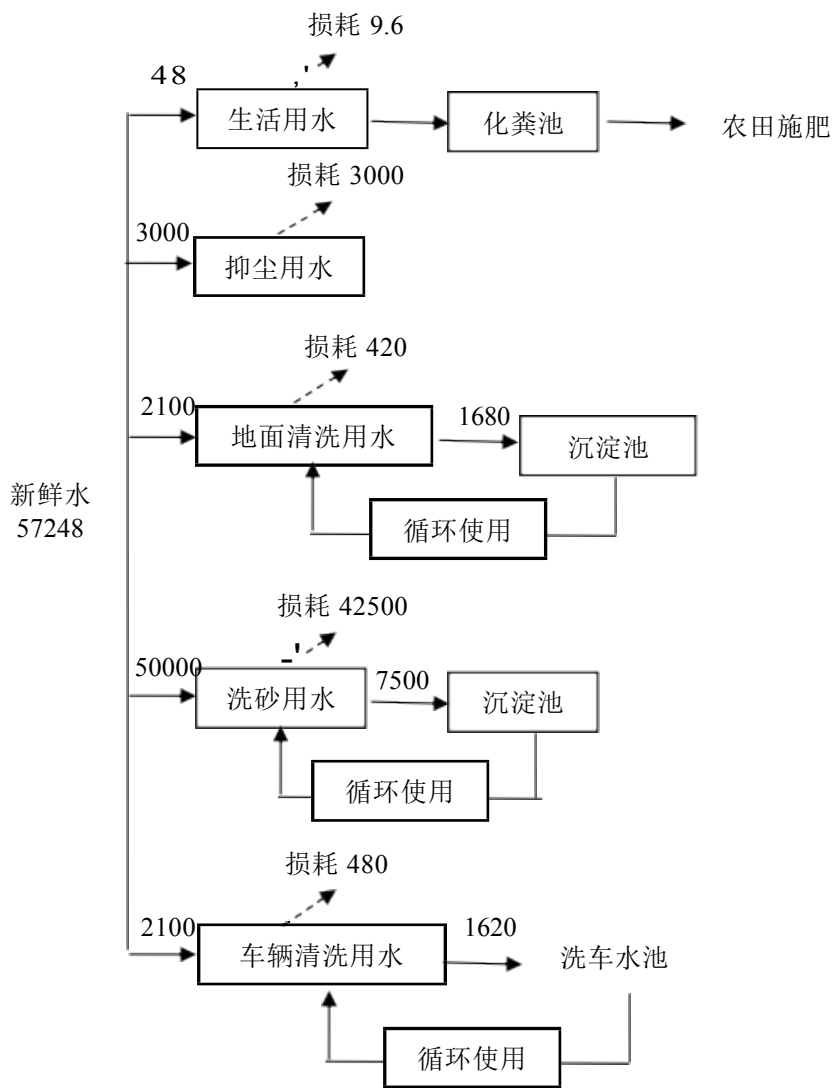 损耗 9.6
48
生活用水
化粪池
农田施肥
损耗 3000
3000
抑尘用水
损耗 420
2100
地面清洗用水
1680
沉淀池
循环使用
新鲜水
57248
损耗 42500
50000
洗砂用水
7500
沉淀池
循环使用
损耗 480
2100
车辆清洗用水
1620
洗车水池
循环使用